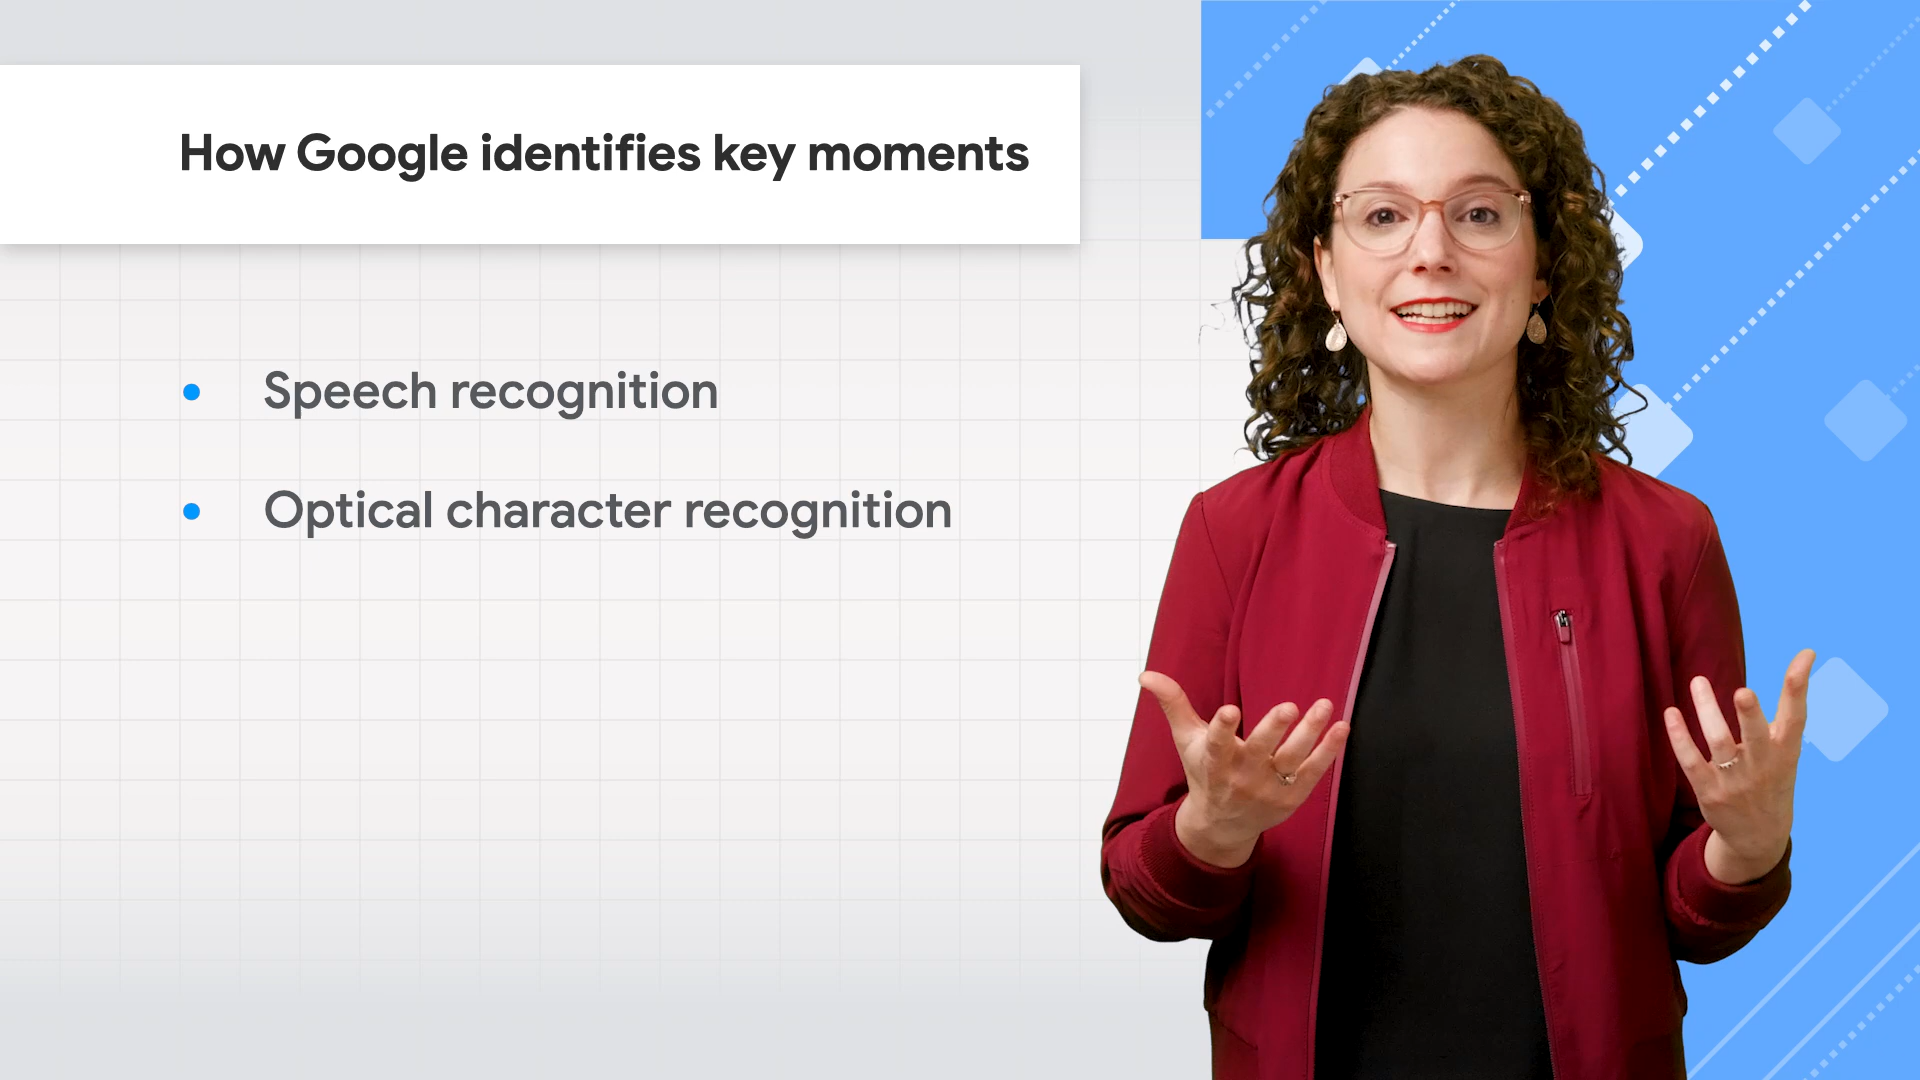 How Google identifies key moments
Speech recognition
Optical character recognition